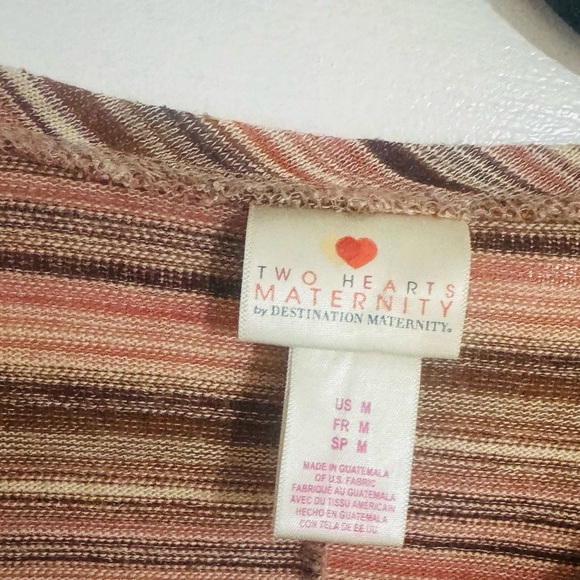 TWO HEARTS
MATERNITY
by DESTINATION MATERNITY®
US M
FR M
SP M
MADE IN GUATEMALA
OF U.S. FABRIC
FABRIQUÉ AU GUATEMALA
AVEC DU TISSU AMERICAIN
HECHO EN GUATEMALA
CON TELA DE EE.UU.